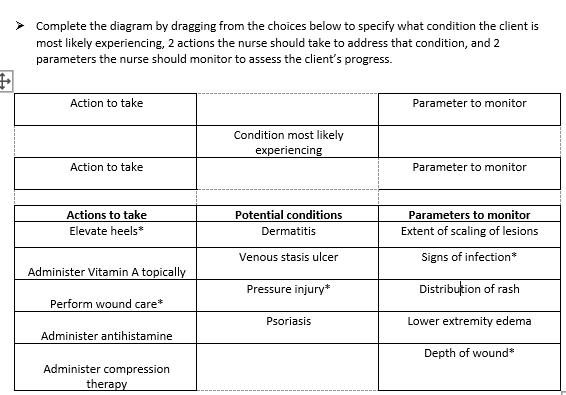 ➤ Complete the diagram by dragging from the choices below to specify what condition the client is
most likely experiencing, 2 actions the nurse should take to address that condition, and 2
parameters the nurse should monitor to assess the client's progress.
Action to take
Parameter to monitor
Condition most likely
experiencing
Action to take
Parameter to monitor
Actions to take
Potential conditions
Parameters to monitor
Elevate heels*
Dermatitis
Extent of scaling of lesions
Administer Vitamin A topically
Venous stasis ulcer
Signs of infection*
Perform wound care*
Pressure injury*
Distribution of rash
Administer antihistamine
Psoriasis
Lower extremity edema
Administer compression
therapy
Depth of wound*